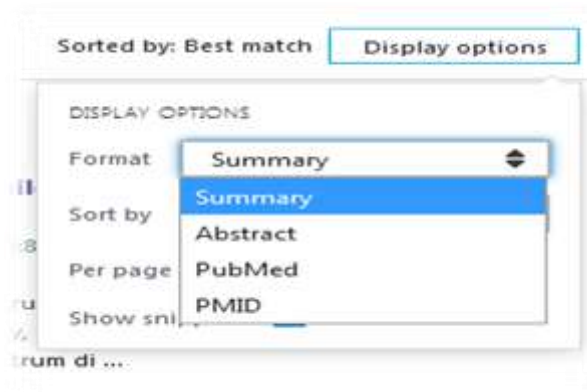 Sorted by: Best match Display options
DISPLAY OPTIONS
Format Summary
Summary
Sort by
Abstract
Per page PubMed
PMID
Show
rum di ...